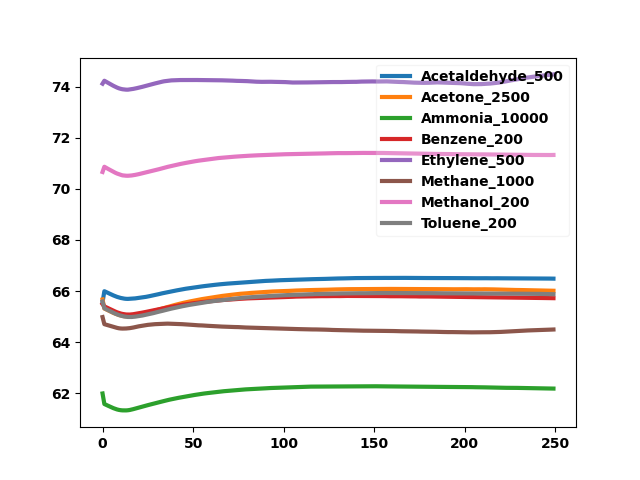 74
72
70
68
66
64
62
0 50 100 150 200 250
Acetaldehyde_500
Acetone_2500
Ammonia_10000
Benzene_200
Ethylene_500
Methane_1000
Methanol_200
Toluene_200